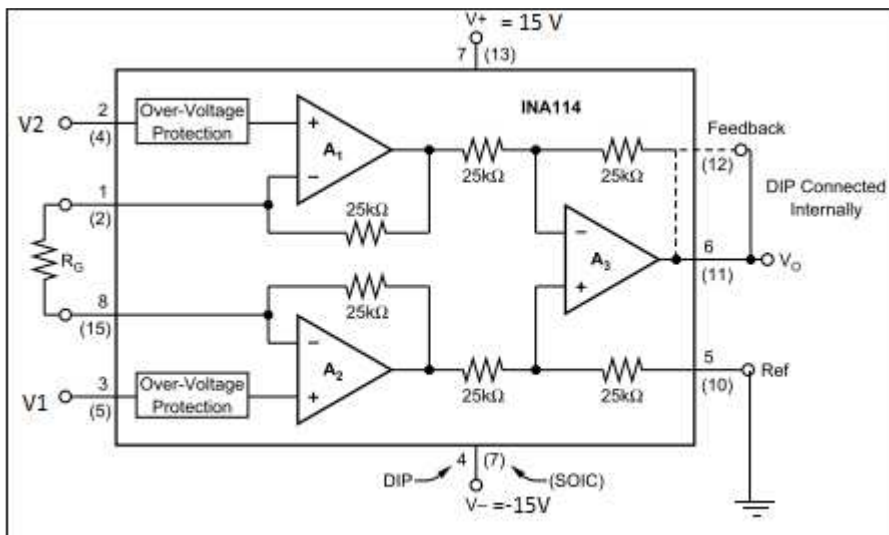 V+ = 15 V
7 (13)
INA114
V2
2
(4)
Over-Voltage
Protection
+
A1
−
25kΩ
25kΩ
Feedback
(12)
DIP Connected
Internally
1
(2)
25kΩ
RG
−
A3
+
6
(11)
VO
8
(15)
25kΩ
−
A2
+
V1
3
(5)
Over-Voltage
Protection
25kΩ
25kΩ
5
(10)
Ref
DIP
4 (7)
(SOIC)
V− =-15V